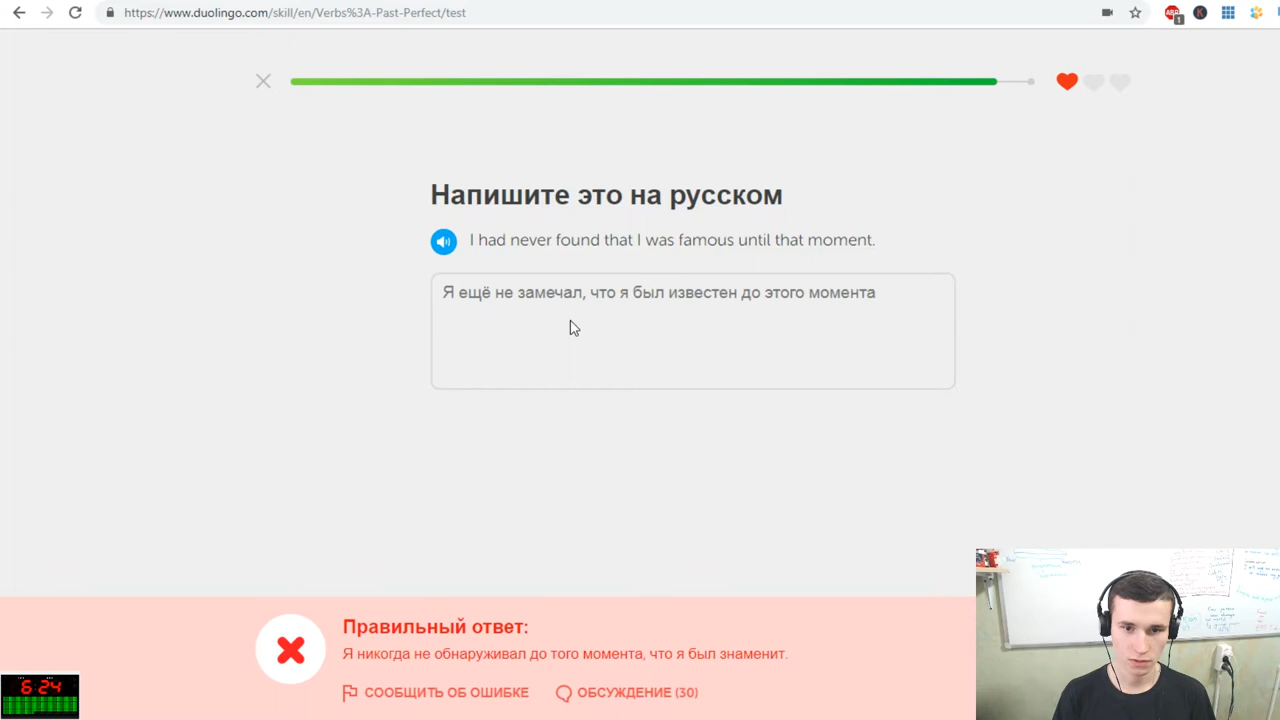 https://www.duolingo.com/skill/en/Verbs%3A-Past-Perfect/test
ABP
1
K
Напишите это на русском
I had never found that I was famous until that moment.
Я ещё не замечал, что я был известен до этого момента
Правильный ответ:
Я никогда не обнаруживал до того момента, что я был знаменит.
СООБЩИТЬ ОБ ОШИБКЕ
ОБСУЖДЕНИЕ (30)
6:24